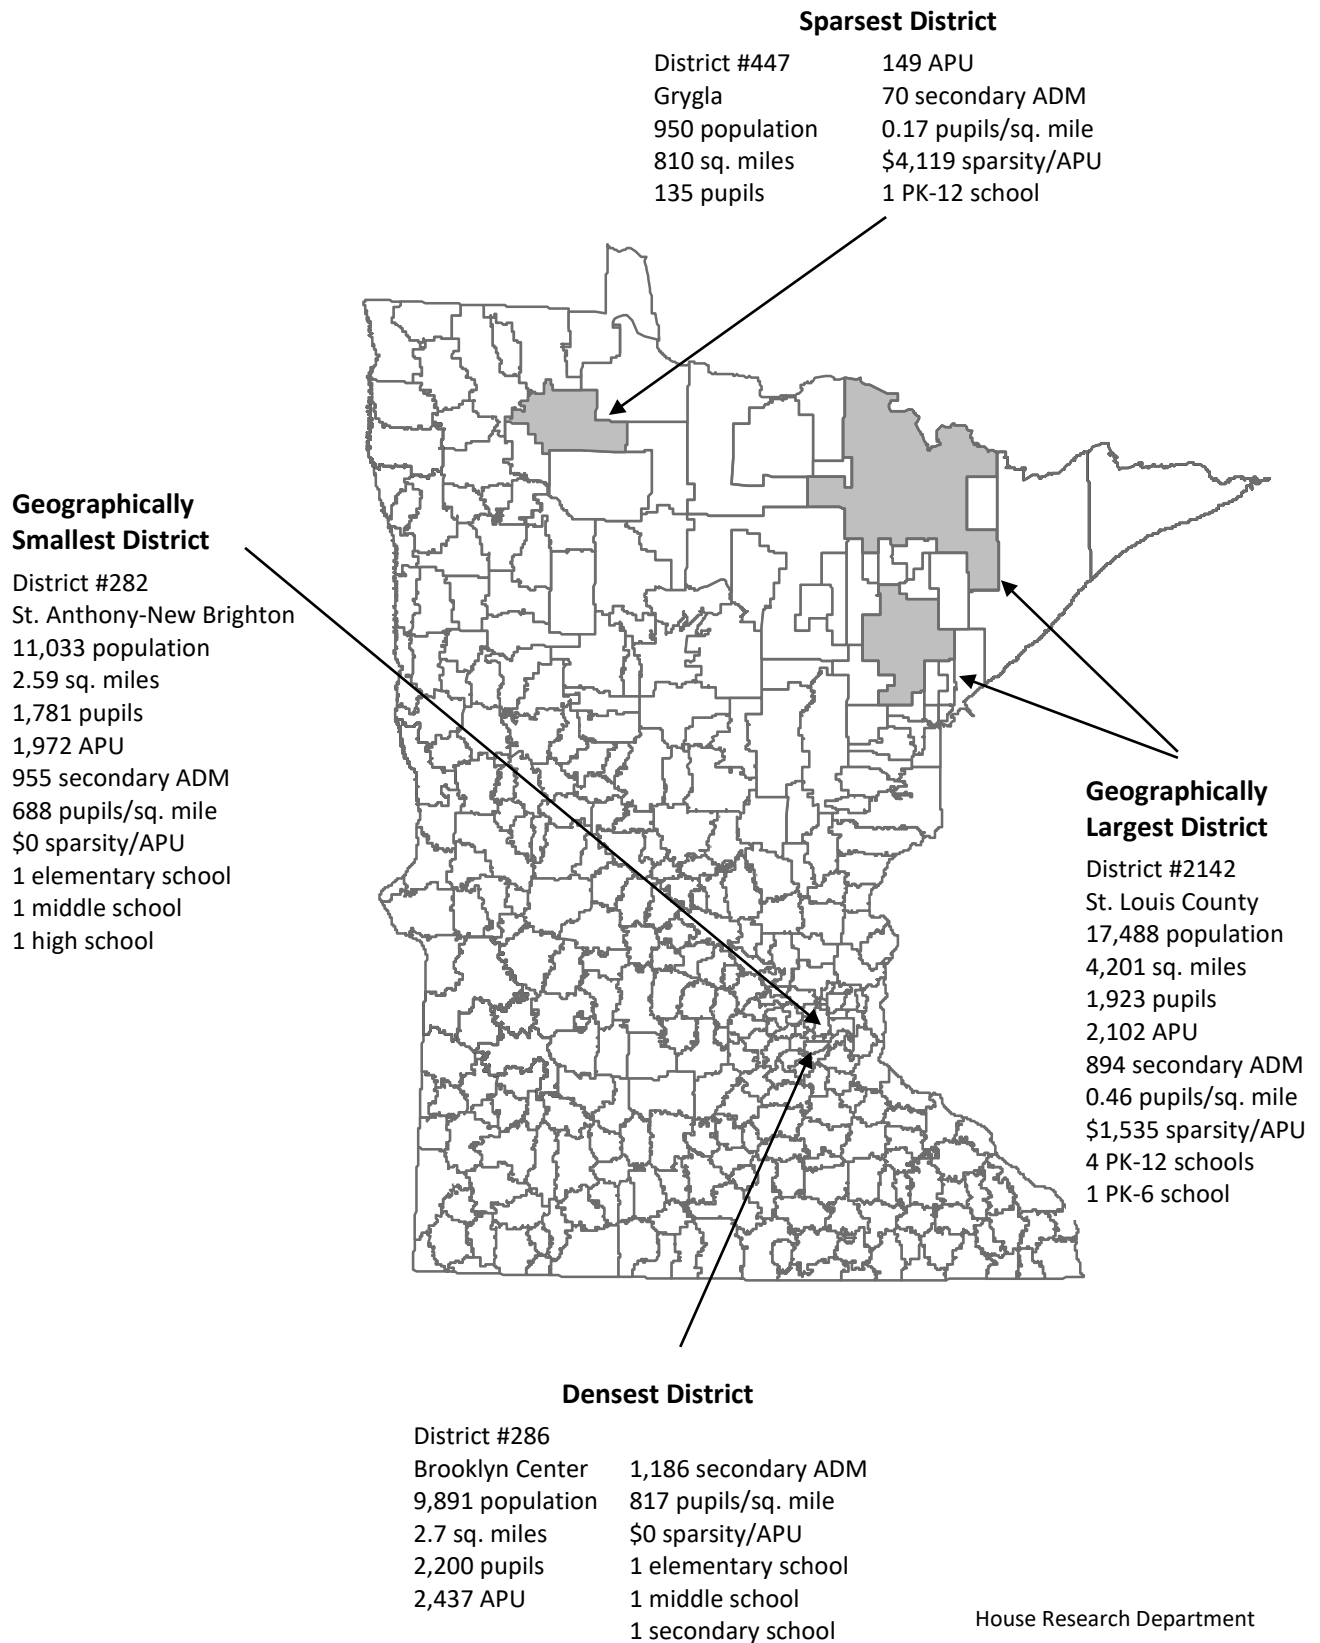 Sparsest District
District #447
Grygla
950 population
810 sq. miles
135 pupils
149 APU
70 secondary ADM
0.17 pupils/sq. mile
$4,119 sparsity/APU
1 PK-12 school
Geographically
Smallest District
District #282
St. Anthony-New Brighton
11,033 population
2.59 sq. miles
1,781 pupils
1,972 APU
955 secondary ADM
688 pupils/sq. mile
$0 sparsity/APU
1 elementary school
1 middle school
1 high school
Geographically
Largest District
District #2142
St. Louis County
17,488 population
4,201 sq. miles
1,923 pupils
2,102 APU
894 secondary ADM
0.46 pupils/sq. mile
$1,535 sparsity/APU
4 PK-12 schools
1 PK-6 school
Densest District
District #286
Brooklyn Center
9,891 population
2.7 sq. miles
2,200 pupils
2,437 APU
1,186 secondary ADM
817 pupils/sq. mile
$0 sparsity/APU
1 elementary school
1 middle school
1 secondary school
House Research Department